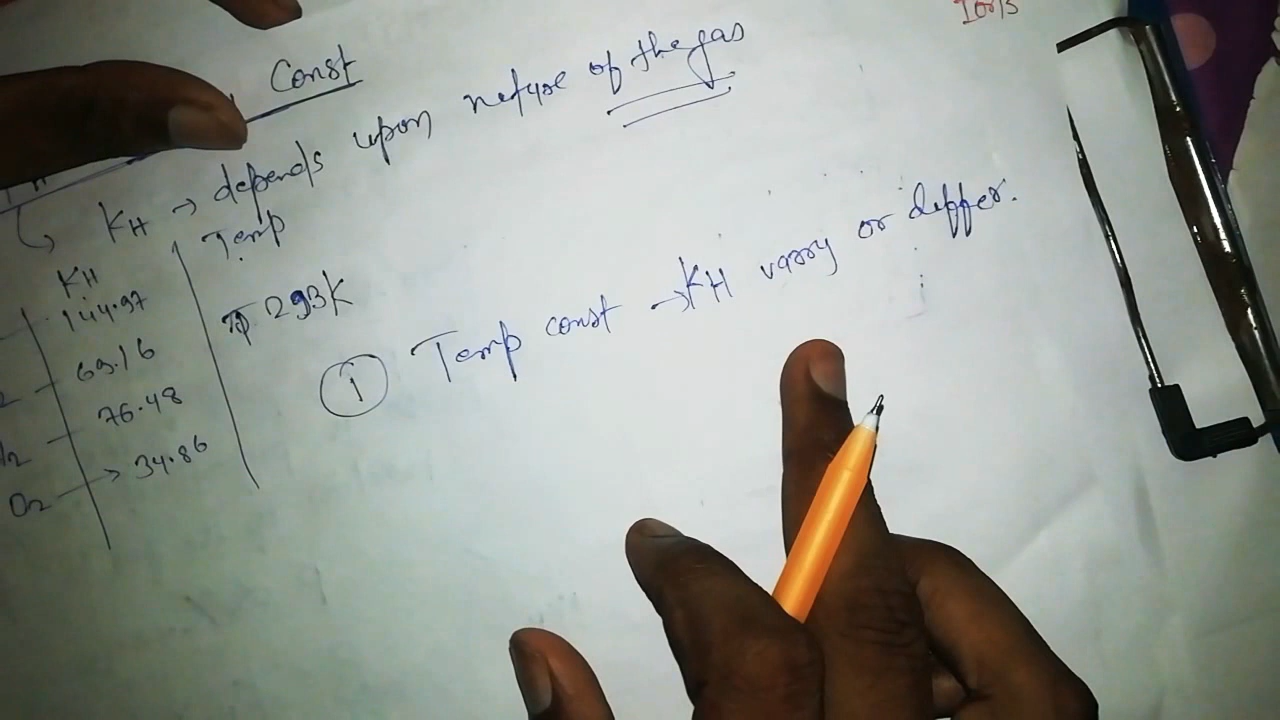 Const
KH → depends upon nature of the gas
Temp
KH
144.97
69.16
76.48
O2 → 34.86
293K
① Temp const → KH varry or differ.